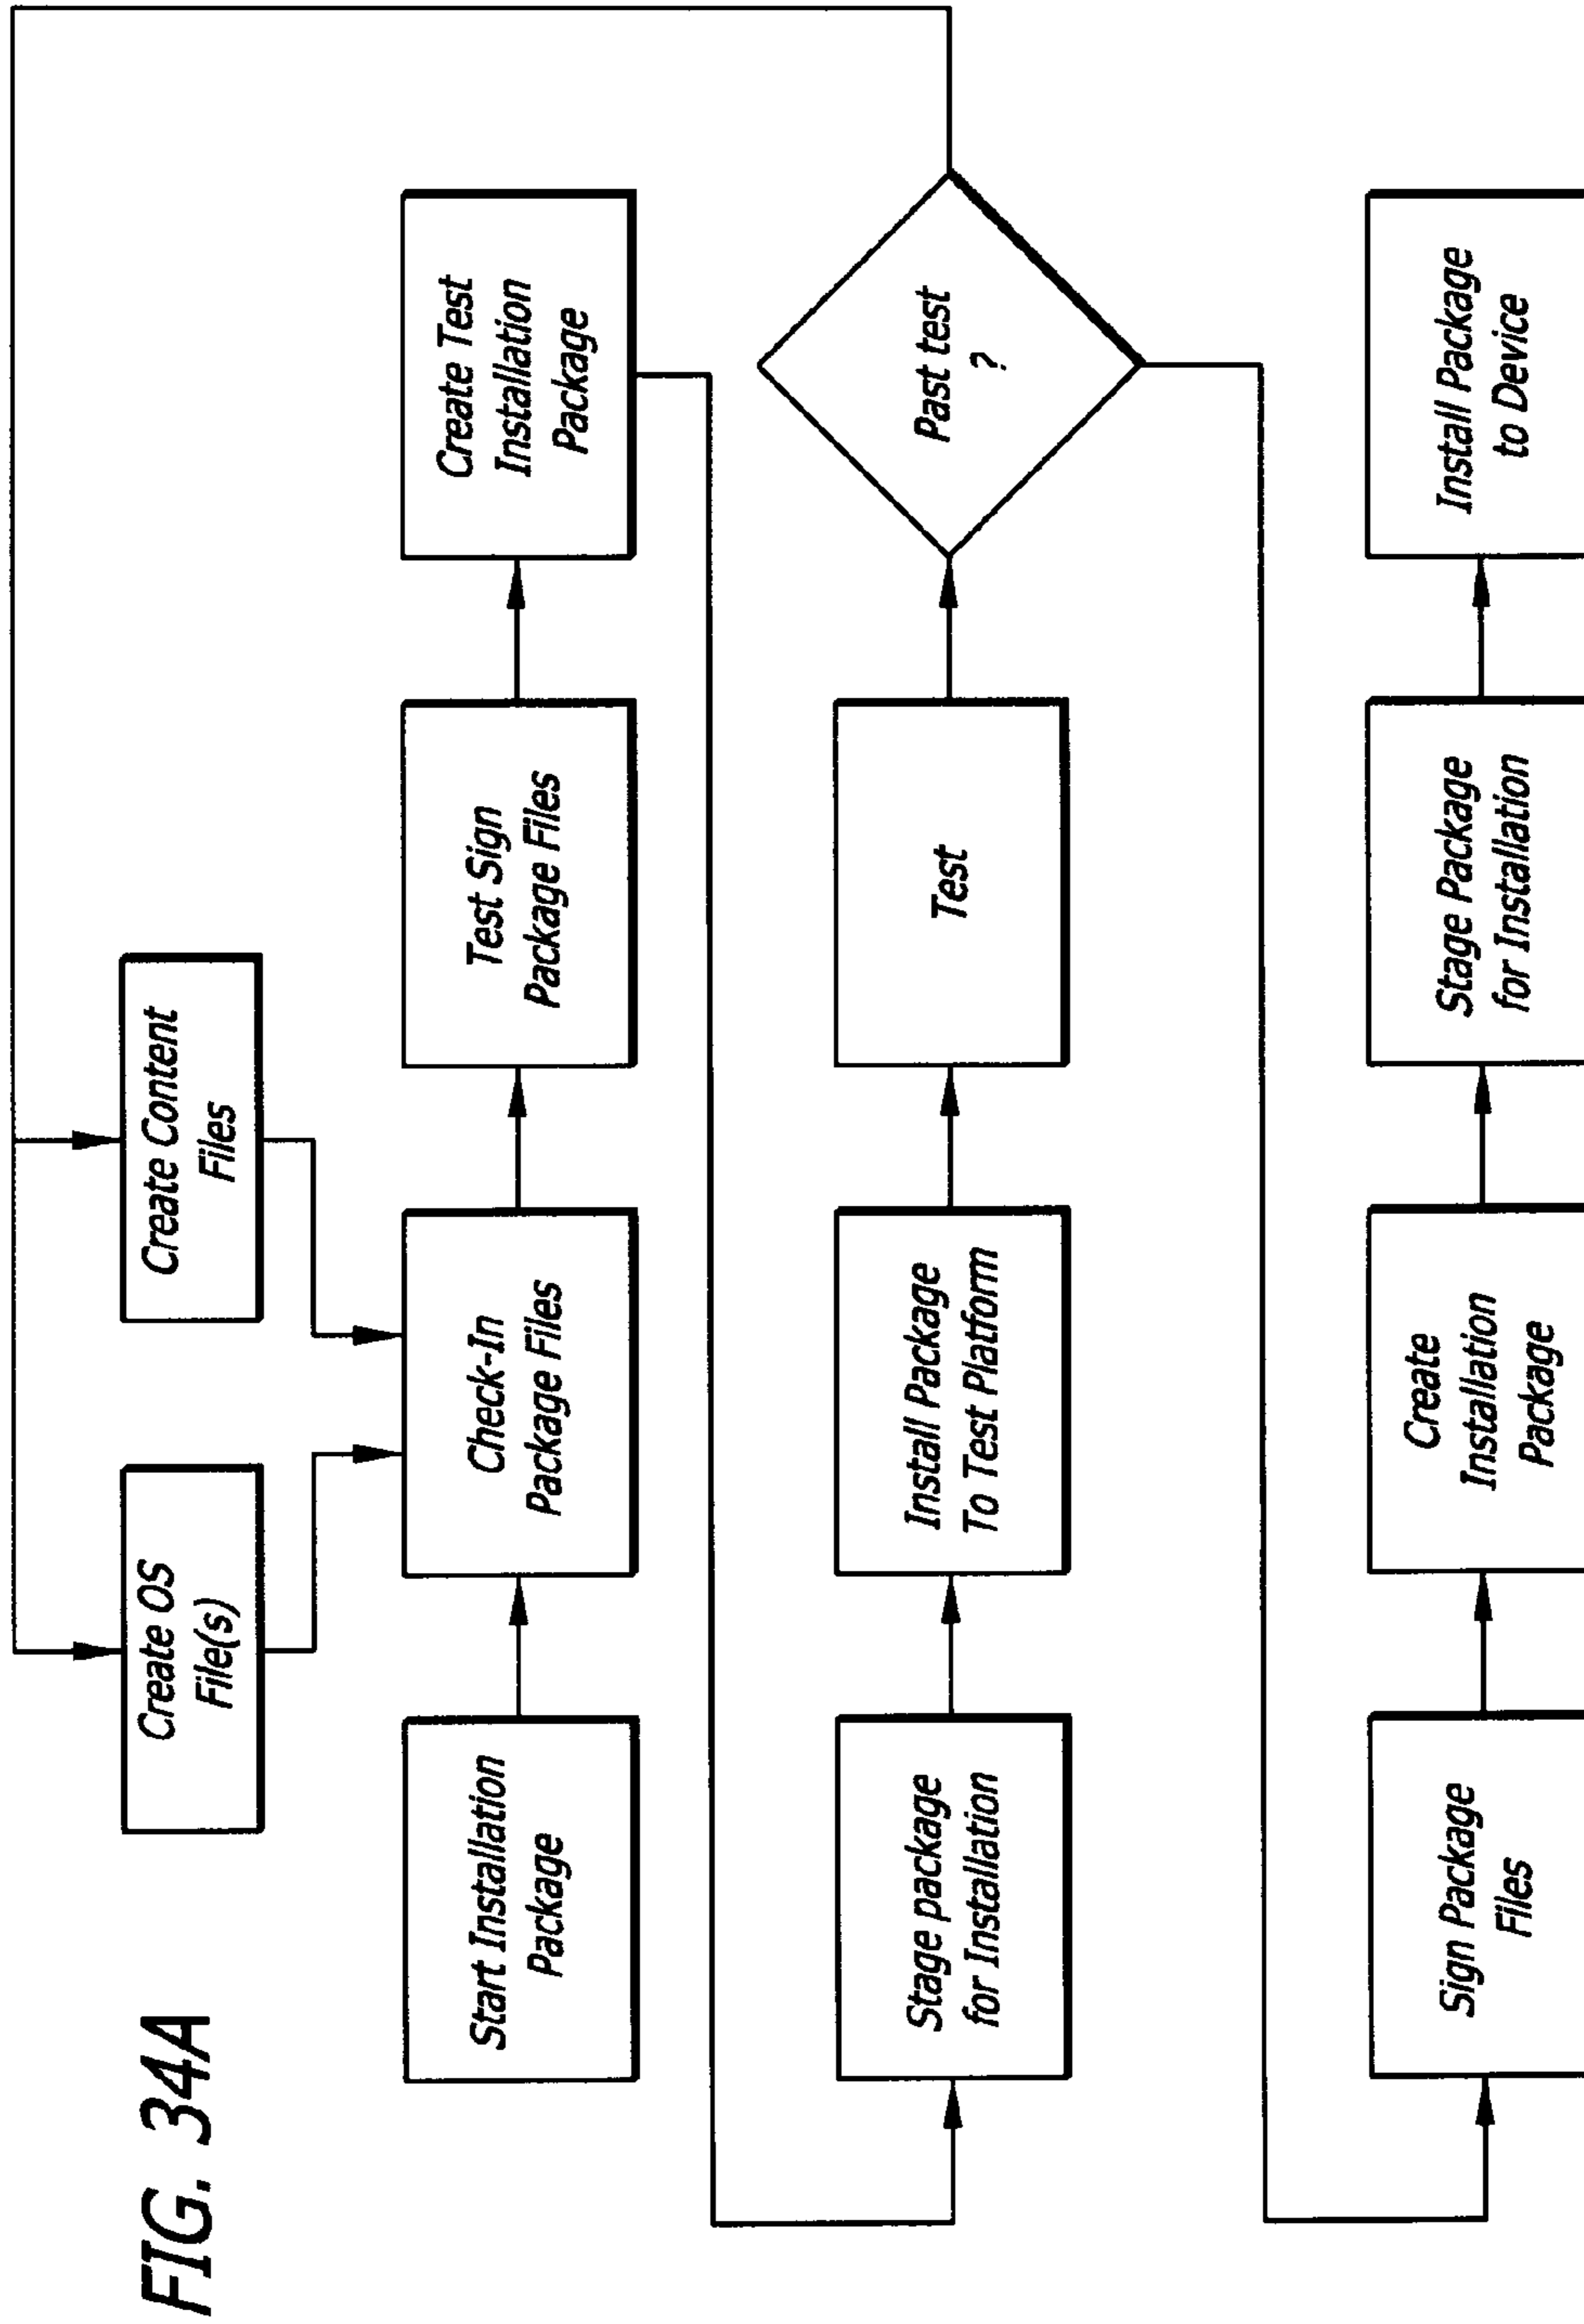 FIG. 34A
Create OS
File(s)
Create Content
Files
Start Installation
Package
Check-In
Package Files
Test Sign
Package Files
Create Test
Installation
Package
Stage package
for Installation
Install Package
To Test Platform
Test
Past test
?
Sign Package
Files
Create
Installation
Package
Stage Package
for Installation
Install Package
to Device